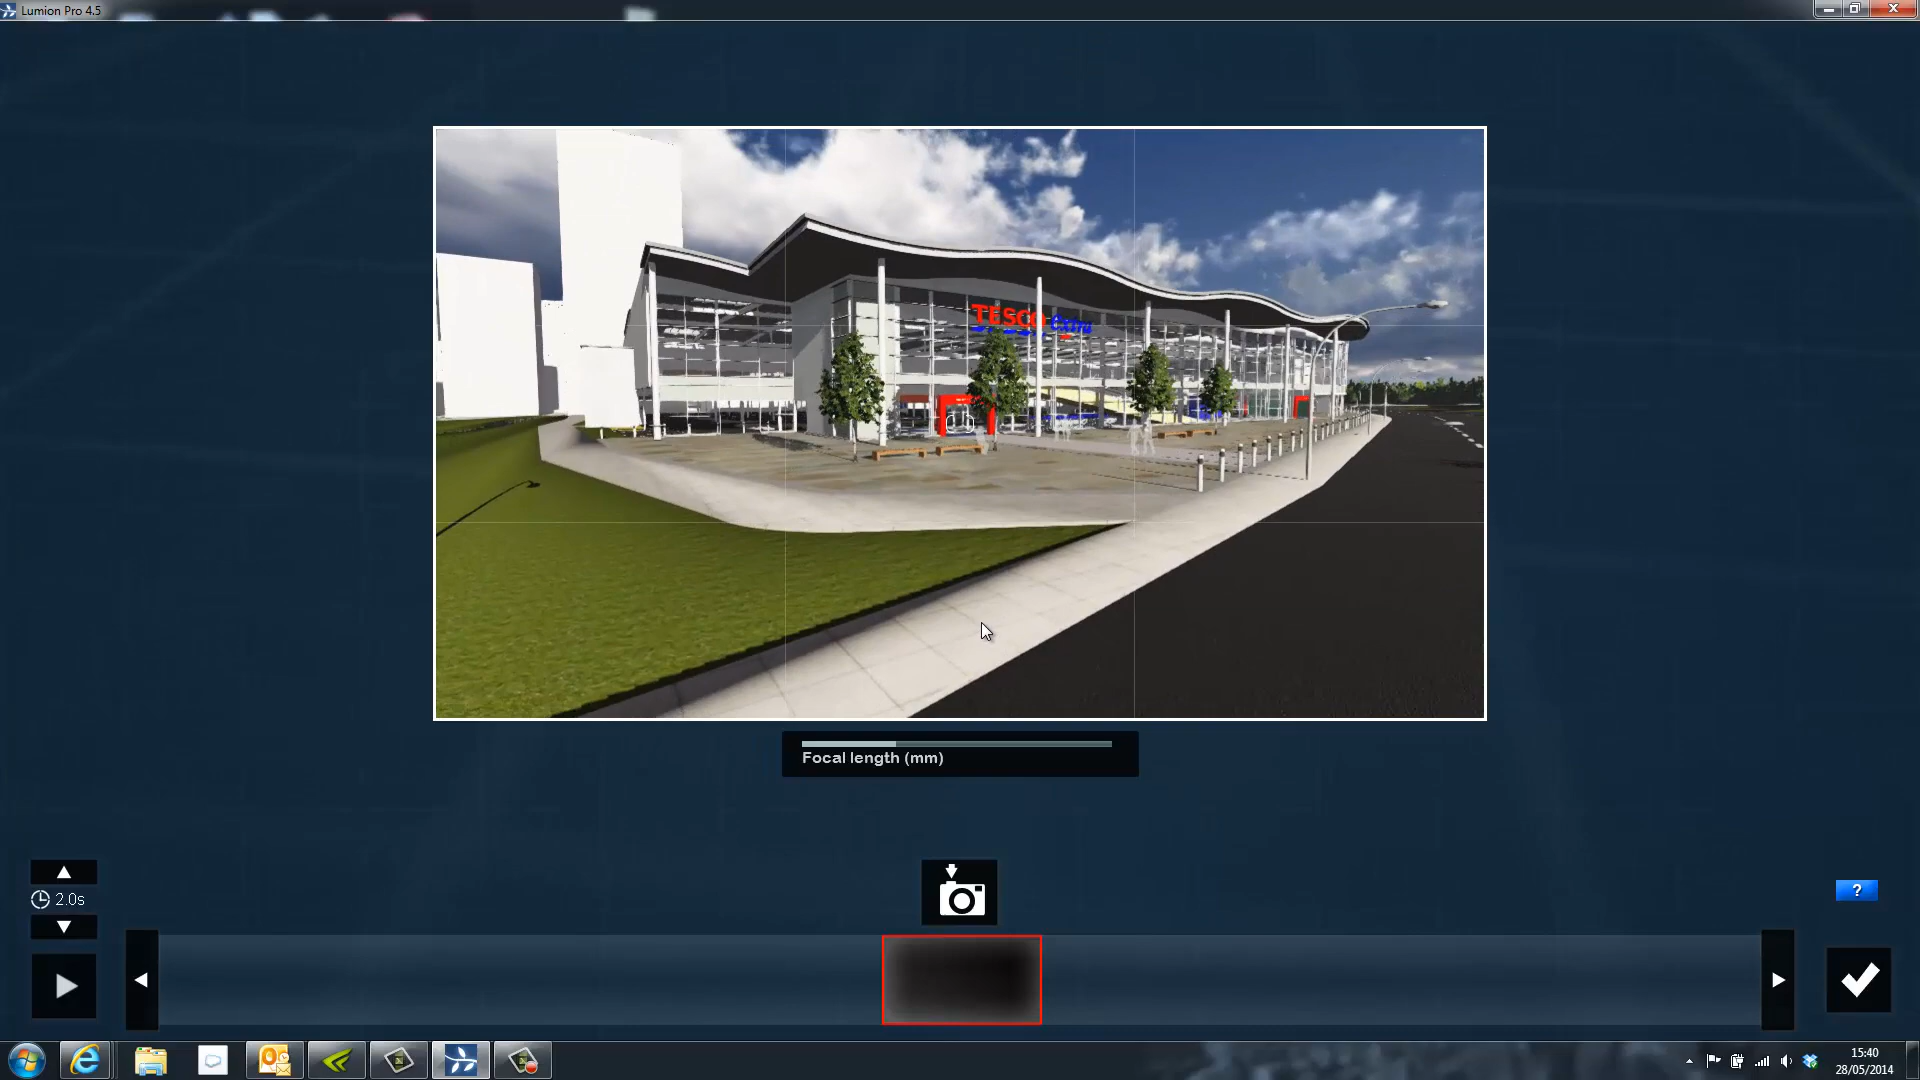 Lumion Pro 4.5
TESCO Extra
Focal length (mm)
2.0s
?
15:40
28/05/2014